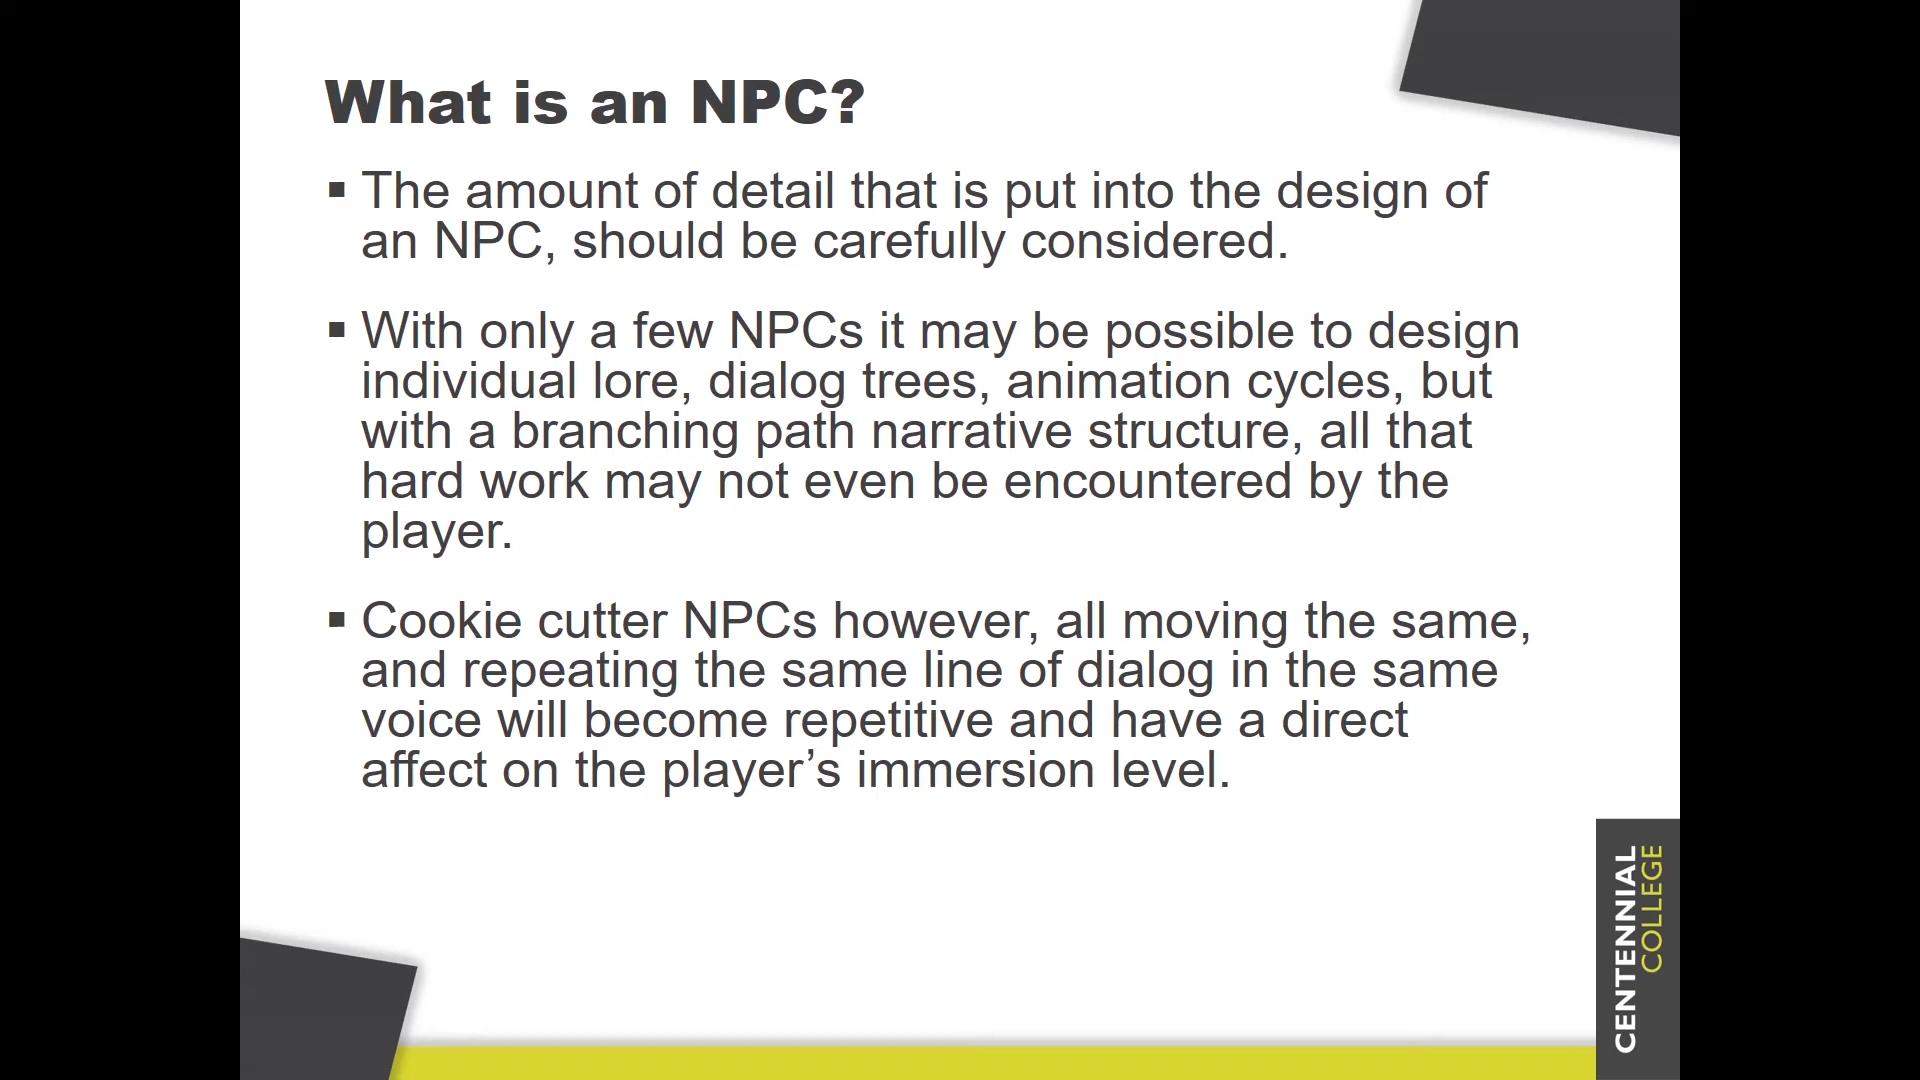 What is an NPC?
▪ The amount of detail that is put into the design of
an NPC, should be carefully considered.
▪ With only a few NPCs it may be possible to design
individual lore, dialog trees, animation cycles, but
with a branching path narrative structure, all that
hard work may not even be encountered by the
player.
▪ Cookie cutter NPCs however, all moving the same,
and repeating the same line of dialog in the same
voice will become repetitive and have a direct
affect on the player’s immersion level.
CENTENNIAL
COLLEGE